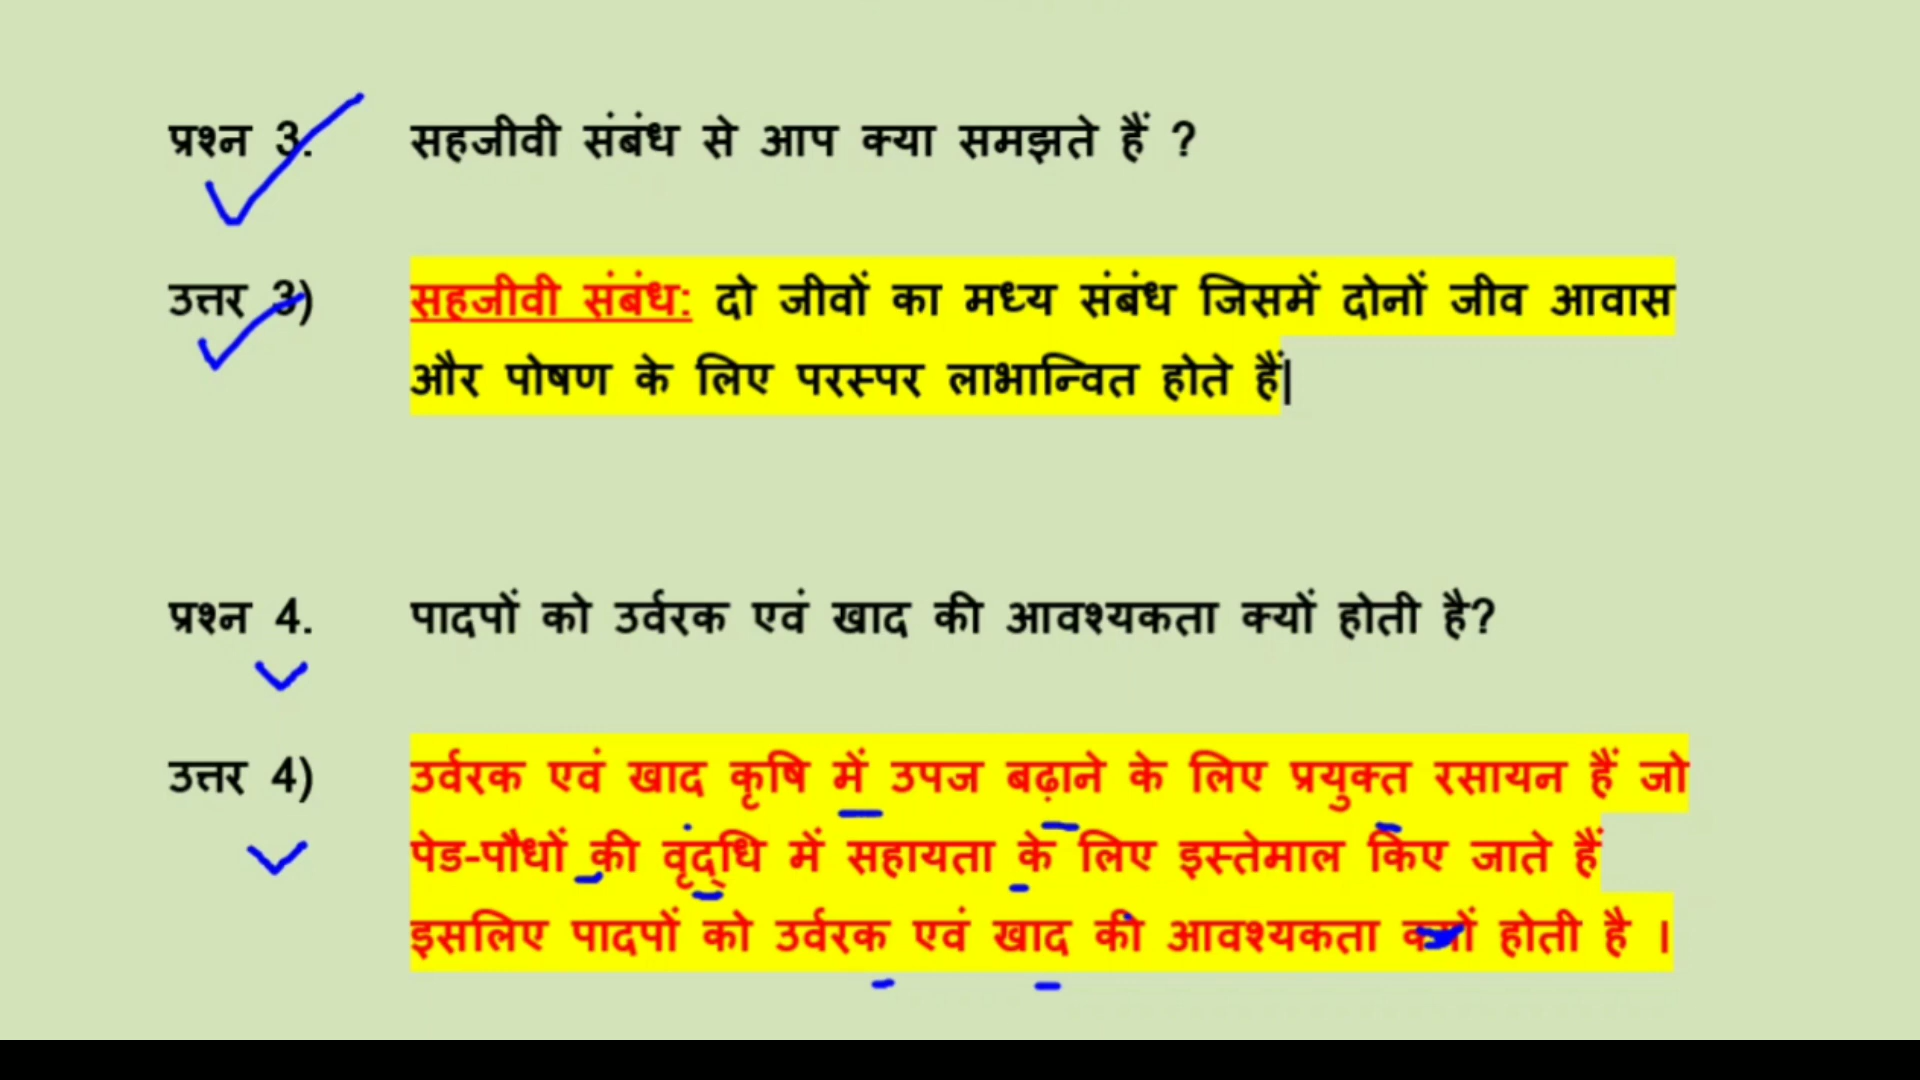 प्रश्न 3. सहजीवी संबंध से आप क्या समझते हैं ?
उत्तर 3) सहजीवी संबंध: दो जीवों का मध्य संबंध जिसमें दोनों जीव आवास
और पोषण के लिए परस्पर लाभान्वित होते हैं|
प्रश्न 4. पादपों को उर्वरक एवं खाद की आवश्यकता क्यों होती है?
उत्तर 4) उर्वरक एवं खाद कृषि में उपज बढ़ाने के लिए प्रयुक्त रसायन हैं जो
पेड-पौधों की वृद्धि में सहायता के लिए इस्तेमाल किए जाते हैं
इसलिए पादपों को उर्वरक एवं खाद की आवश्यकता क्यों होती है ।